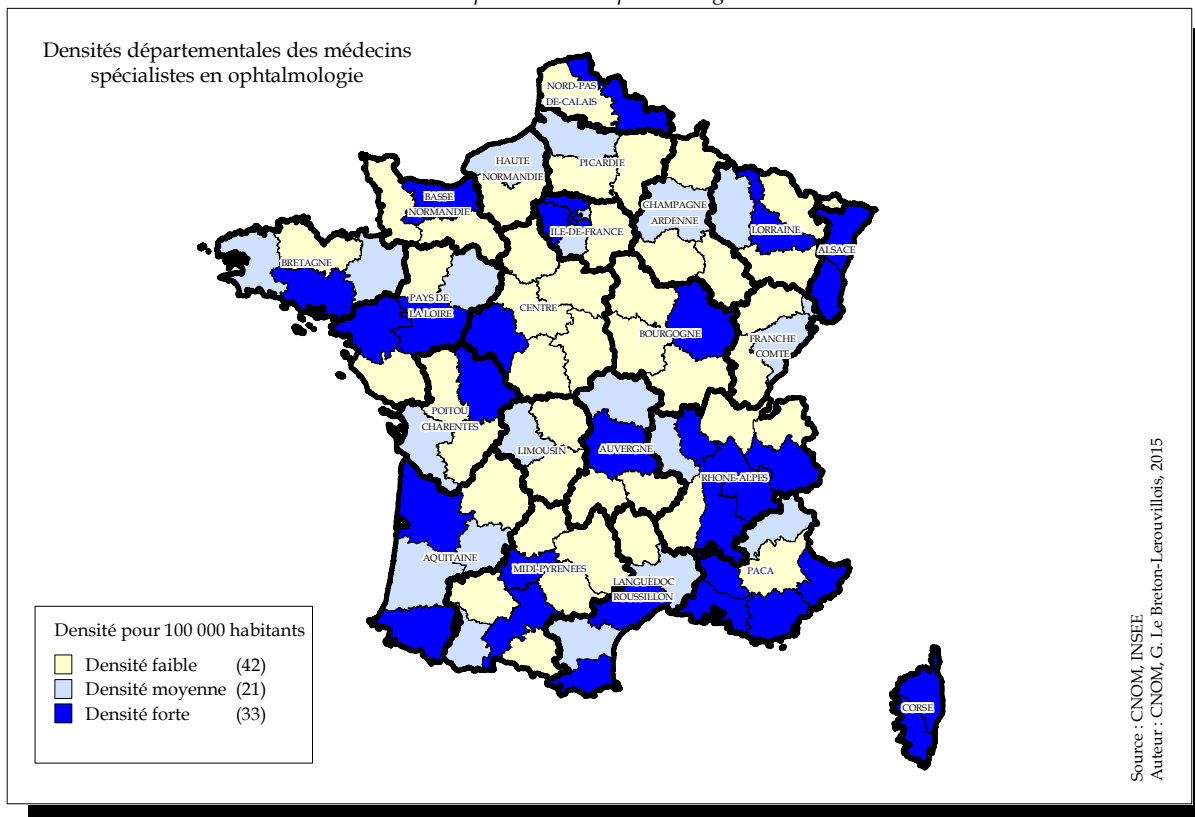 Densités départementales des médecins
spécialistes en ophtalmologie
NORD-PAS
DE-CALAIS
HAUTE
NORMANDIE
PICARDIE
BASSE
NORMANDIE
CHAMPAGNE
ARDENNE
ILE-DE-FRANCE
LORRAINE
ALSACE
BRETAGNE
PAYS DE
LA LOIRE
CENTRE
BOURGOGNE
FRANCHE
COMTE
POITOU
CHARENTES
LIMOUSIN
AUVERGNE
RHONE-ALPES
AQUITAINE
MIDI-PYRENEES
LANGUEDOC
ROUSSILLON
PACA
CORSE
Densité pour 100 000 habitants
Densité faible (42)
Densité moyenne (21)
Densité forte (33)
Source : CNOM, INSEE
Auteur : CNOM, G. Le Breton-Lerouvillois, 2015